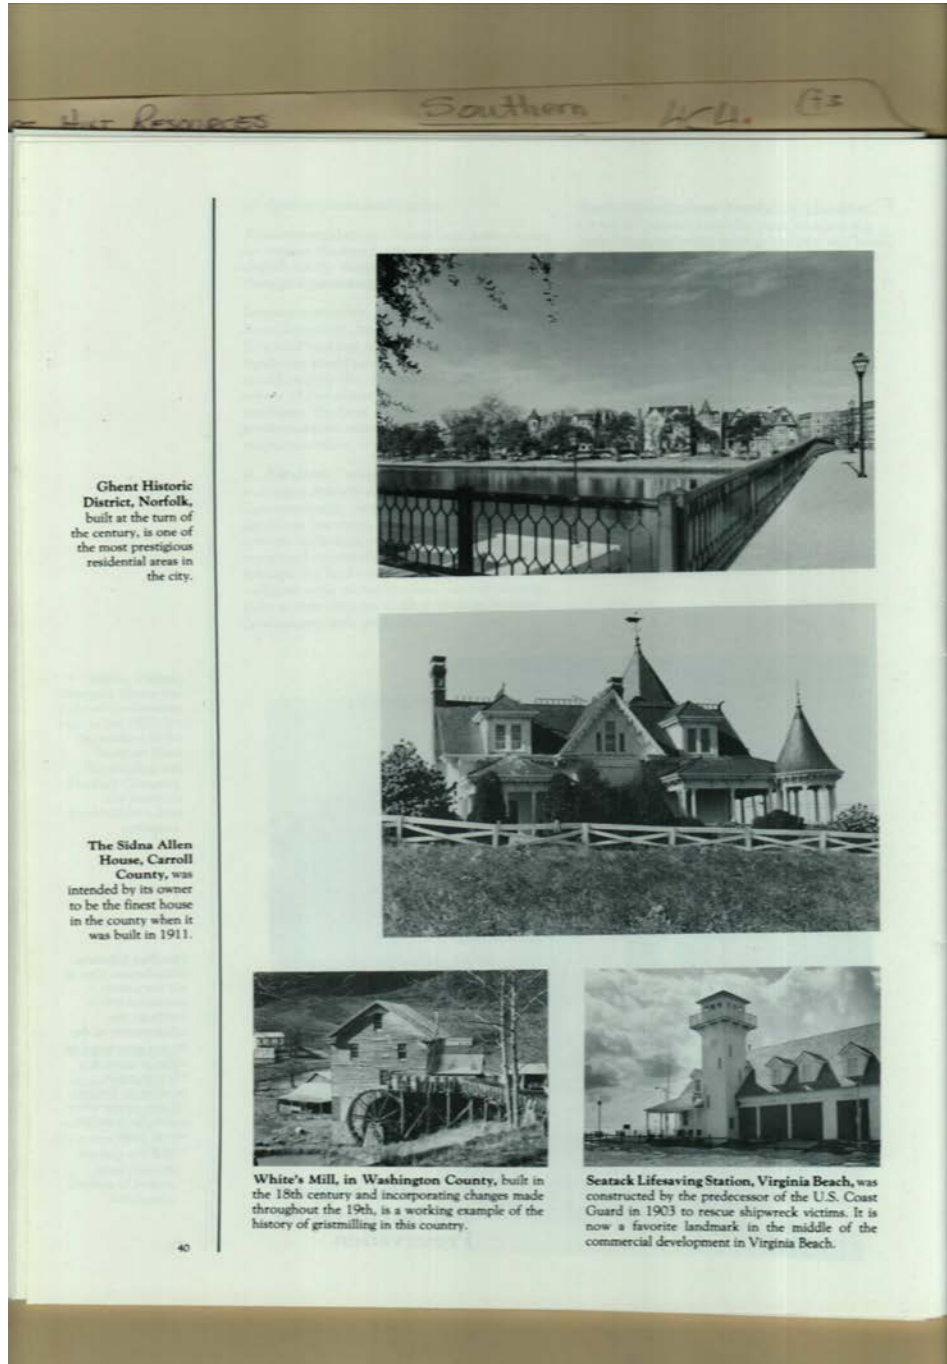 Hist Resources Southern
Ghent Historic
District, Norfolk,
built at the turn of
the century, is one of
the most prestigious
residential areas in
the city.
The Sidna Allen
House, Carroll
County, was
intended by its owner
to be the finest house
in the county when it
was built in 1911.
White's Mill, in Washington County, built in
the 18th century and incorporating changes made
throughout the 19th, is a working example of the
history of gristmilling in this country.
Seatack Lifesaving Station, Virginia Beach, was
constructed by the predecessor of the U.S. Coast
Guard in 1903 to rescue shipwreck victims. It is
now a favorite landmark in the middle of the
commercial development in Virginia Beach.
40